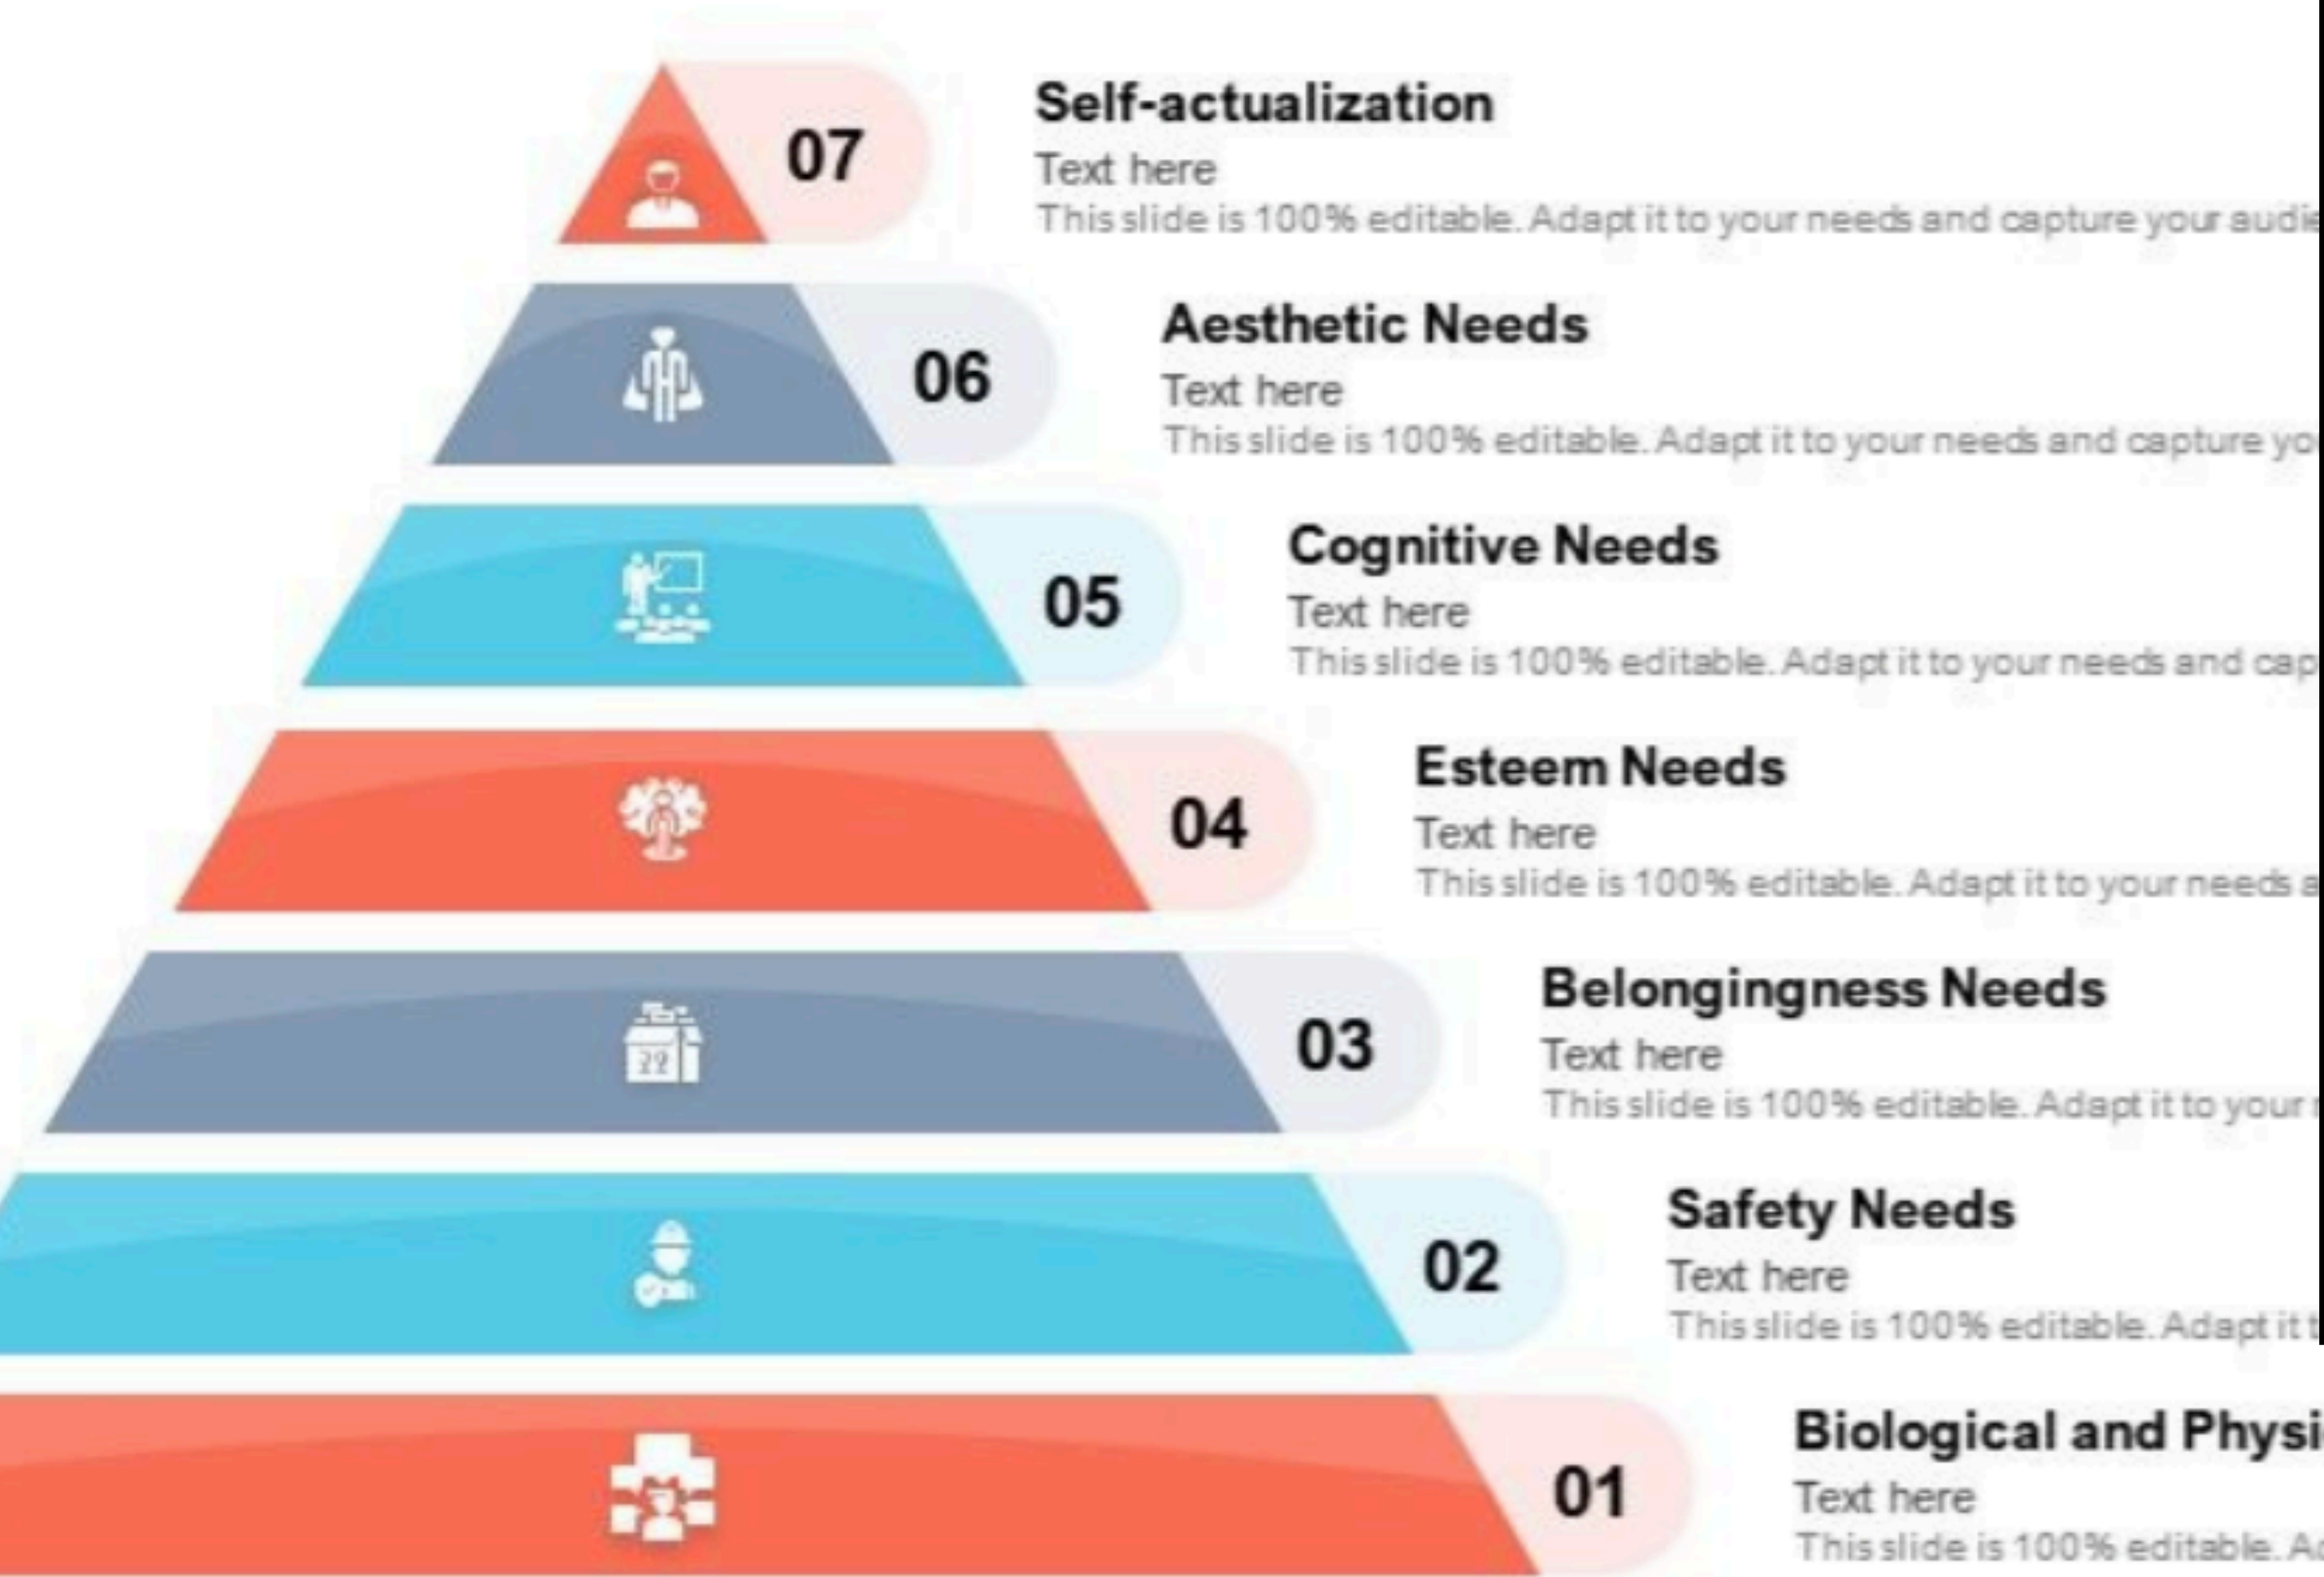 07
Self-actualization
Text here
This slide is 100% editable. Adapt it to your needs and capture your audie
06
Aesthetic Needs
Text here
This slide is 100% editable. Adapt it to your needs and capture yo
05
Cognitive Needs
Text here
This slide is 100% editable. Adapt it to your needs and cap
04
Esteem Needs
Text here
This slide is 100% editable. Adapt it to your needs a
03
Belongingness Needs
Text here
This slide is 100% editable. Adapt it to your
02
Safety Needs
Text here
This slide is 100% editable. Adapt it t
01
Biological and Physi
Text here
This slide is 100% editable. Ad